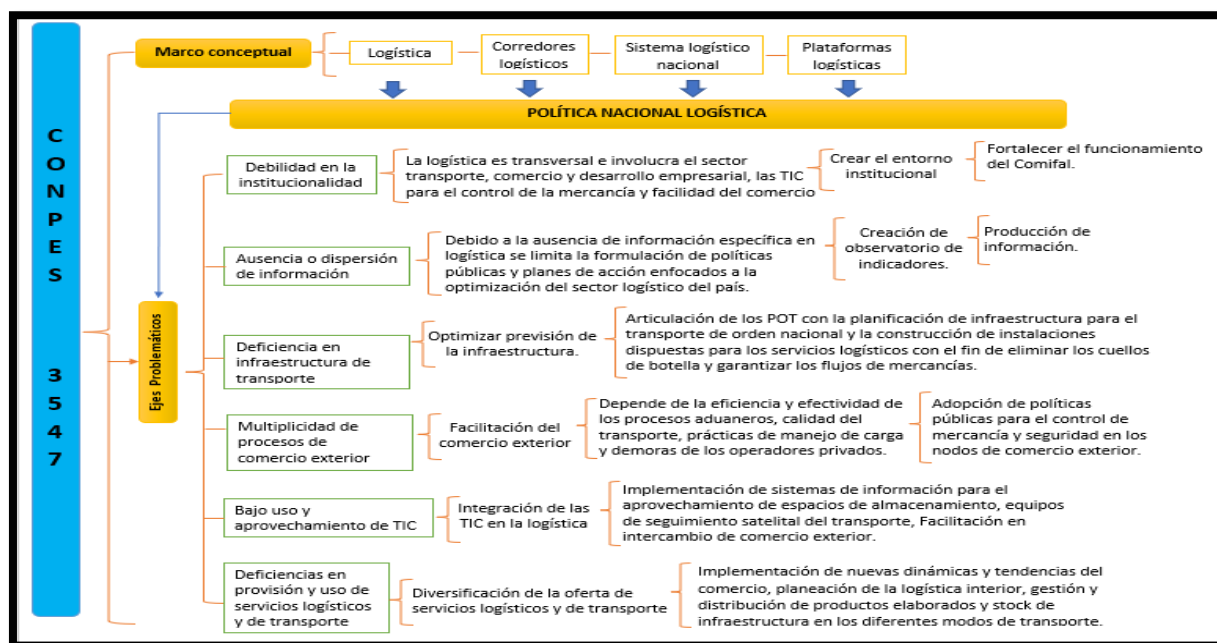 CONPES 3547
Marco conceptual
Logística
Corredores
logísticos
Sistema logístico
nacional
Plataformas
logísticas
POLÍTICA NACIONAL LOGÍSTICA
Ejes Problemáticos
Debilidad en la
institucionalidad
La logística es transversal e involucra el sector
transporte, comercio y desarrollo empresarial, las TIC
para el control de la mercancía y facilidad del comercio
Crear el entorno
institucional
Fortalecer el funcionamiento
del Comifal.
Ausencia o dispersión
de información
Debido a la ausencia de información específica en
logística se limita la formulación de políticas
públicas y planes de acción enfocados a la
optimización del sector logístico del país.
Creación de
observatorio de
indicadores.
Producción de
información.
Deficiencia en
infraestructura de
transporte
Optimizar previsión de
la infraestructura.
Articulación de los POT con la planificación de infraestructura para el
transporte de orden nacional y la construcción de instalaciones
dispuestas para los servicios logísticos con el fin de eliminar los cuellos
de botella y garantizar los flujos de mercancías.
Multiplicidad de
procesos de
comercio exterior
Facilitación del
comercio exterior
Depende de la eficiencia y efectividad de
los procesos aduaneros, calidad del
transporte, prácticas de manejo de carga
y demoras de los operadores privados.
Adopción de políticas
públicas para el control de
mercancía y seguridad en los
nodos de comercio exterior.
Bajo uso y
aprovechamiento de TIC
Integración de las
TIC en la logística
Implementación de sistemas de información para el
aprovechamiento de espacios de almacenamiento, equipos
de seguimiento satelital del transporte, Facilitación en
intercambio de comercio exterior.
Deficiencias en
provisión y uso de
servicios logísticos
y de transporte
Diversificación de la oferta de
servicios logísticos y de transporte
Implementación de nuevas dinámicas y tendencias del
comercio, planeación de la logística interior, gestión y
distribución de productos elaborados y stock de
infraestructura en los diferentes modos de transporte.